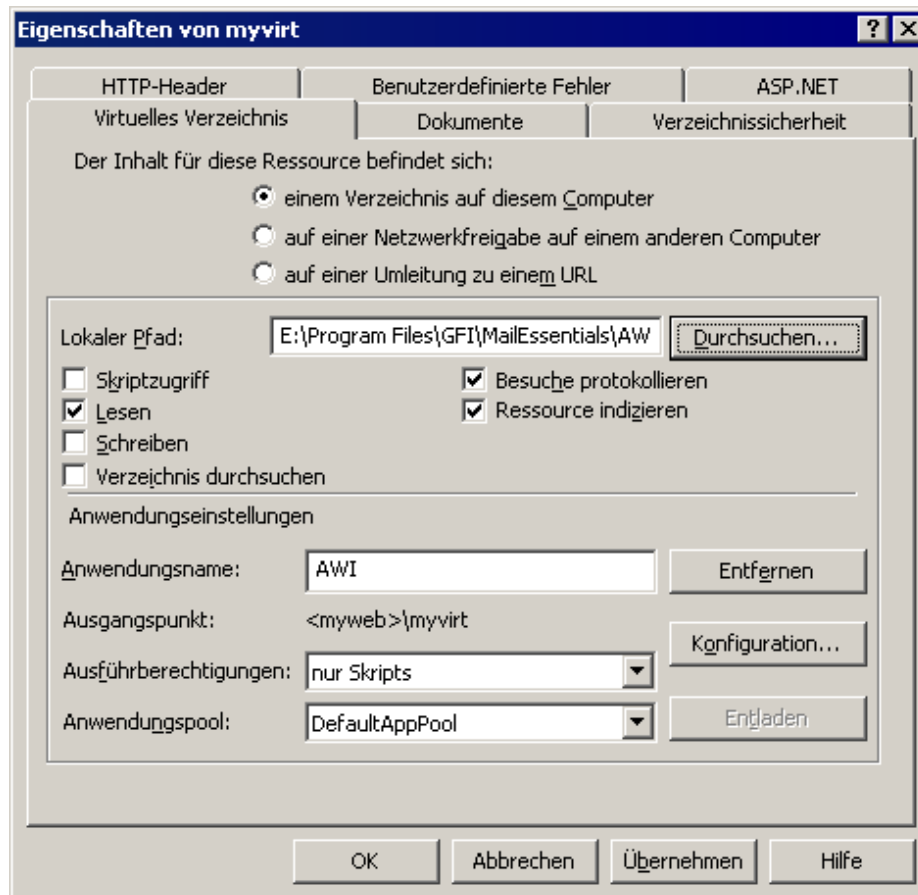 Eigenschaften von myvirt
HTTP-Header Benutzerdefinierte Fehler ASP.NET
Virtuelles Verzeichnis Dokumente Verzeichnissicherheit
Der Inhalt für diese Ressource befindet sich:
einem Verzeichnis auf diesem Computer
auf einer Netzwerkfreigabe auf einem anderen Computer
auf einer Umleitung zu einem URL
Lokaler Pfad: E:\Program Files\GFI\MailEssentials\AW Durchsuchen...
Skriptzugriff Besuche protokollieren
Lesen Ressource indizieren
Schreiben
Verzeichnis durchsuchen
Anwendungseinstellungen
Anwendungsname: AWI Entfernen
Ausgangspunkt: <myweb>\myvirt
Konfiguration...
Ausführberechtigungen: nur Skripts
Anwendungspool: DefaultAppPool Entladen
OK Abbrechen Übernehmen Hilfe